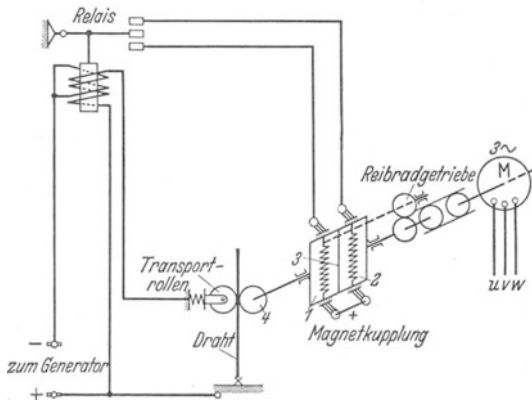 Relais
3~
M
Reibradgetriebe
u v w
3
2
1
+
Magnetkupplung
Transport-
rollen
4
Draht
-
zum Generator
+